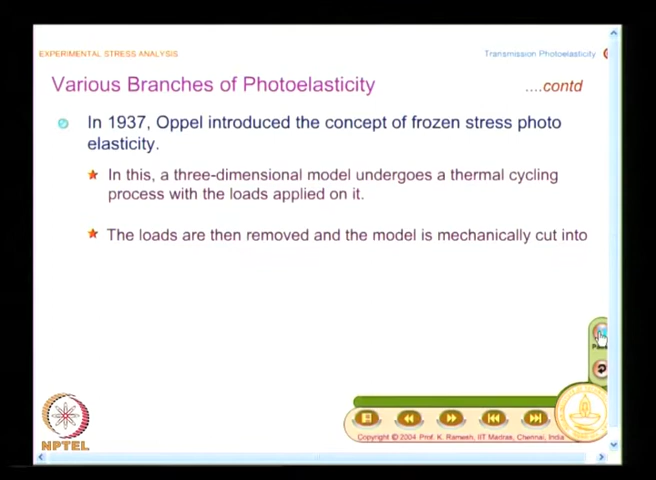 EXPERIMENTAL STRESS ANALYSIS
Transmission Photoelasticity
Various Branches of Photoelasticity
....contd
In 1937, Oppel introduced the concept of frozen stress photo
elasticity.
In this, a three-dimensional model undergoes a thermal cycling
process with the loads applied on it.
The loads are then removed and the model is mechanically cut into
NPTEL
Copyright © 2004 Prof. K. Ramesh, IIT Madras, Chennai, India